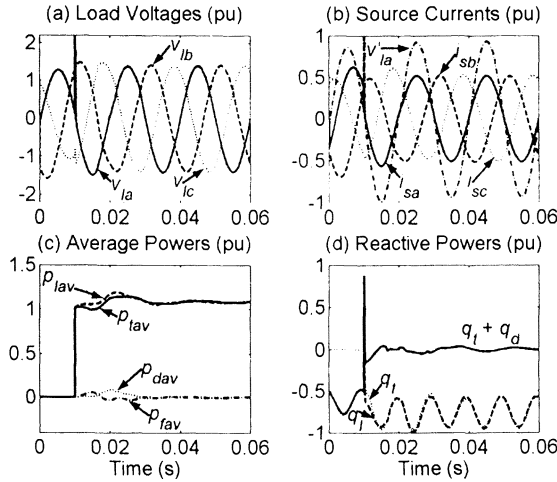 (a) Load Voltages (pu)
2
1
0
-1
-2
v_lb
v_la
v_lc
0 0.02 0.04 0.06
(b) Source Currents (pu)
1
0.5
0
-0.5
-1
v'_la
i_sb
i_sa
i_sc
0 0.02 0.04 0.06
(c) Average Powers (pu)
1.5
1
0.5
0
p_lav
p_tav
p_dav
p_fav
0 0.02 0.04 0.06
Time (s)
(d) Reactive Powers (pu)
1
0
-0.5
-1
q_t + q_d
q_t
q_l
0 0.02 0.04 0.06
Time (s)